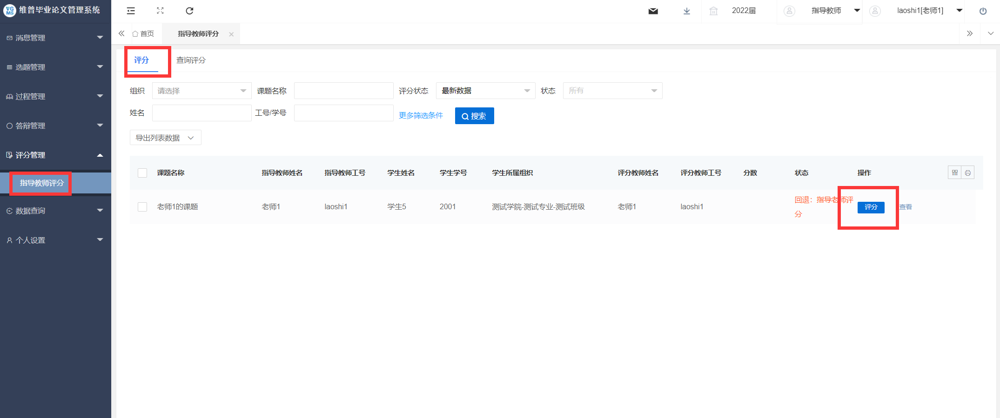 VG MS 维普毕业论文管理系统
2022届 指导教师 laoshi1[老师1]
首页 指导教师评分
消息管理
选题管理
过程管理
答辩管理
评分管理
指导教师评分
数据查询
个人设置
评分 查询评分
组织 请选择 课题名称 评分状态 最新数据 状态 所有
姓名 工号/学号 更多筛选条件 搜索
导出列表数据
课题名称 指导教师姓名 指导教师工号 学生姓名 学生学号 学生所属组织 评分教师姓名 评分教师工号 分数 状态 操作
老师1的课题 老师1 laoshi1 学生5 2001 测试学院-测试专业-测试班级 老师1 laoshi1 回退：指导老师评
分 评分 查看